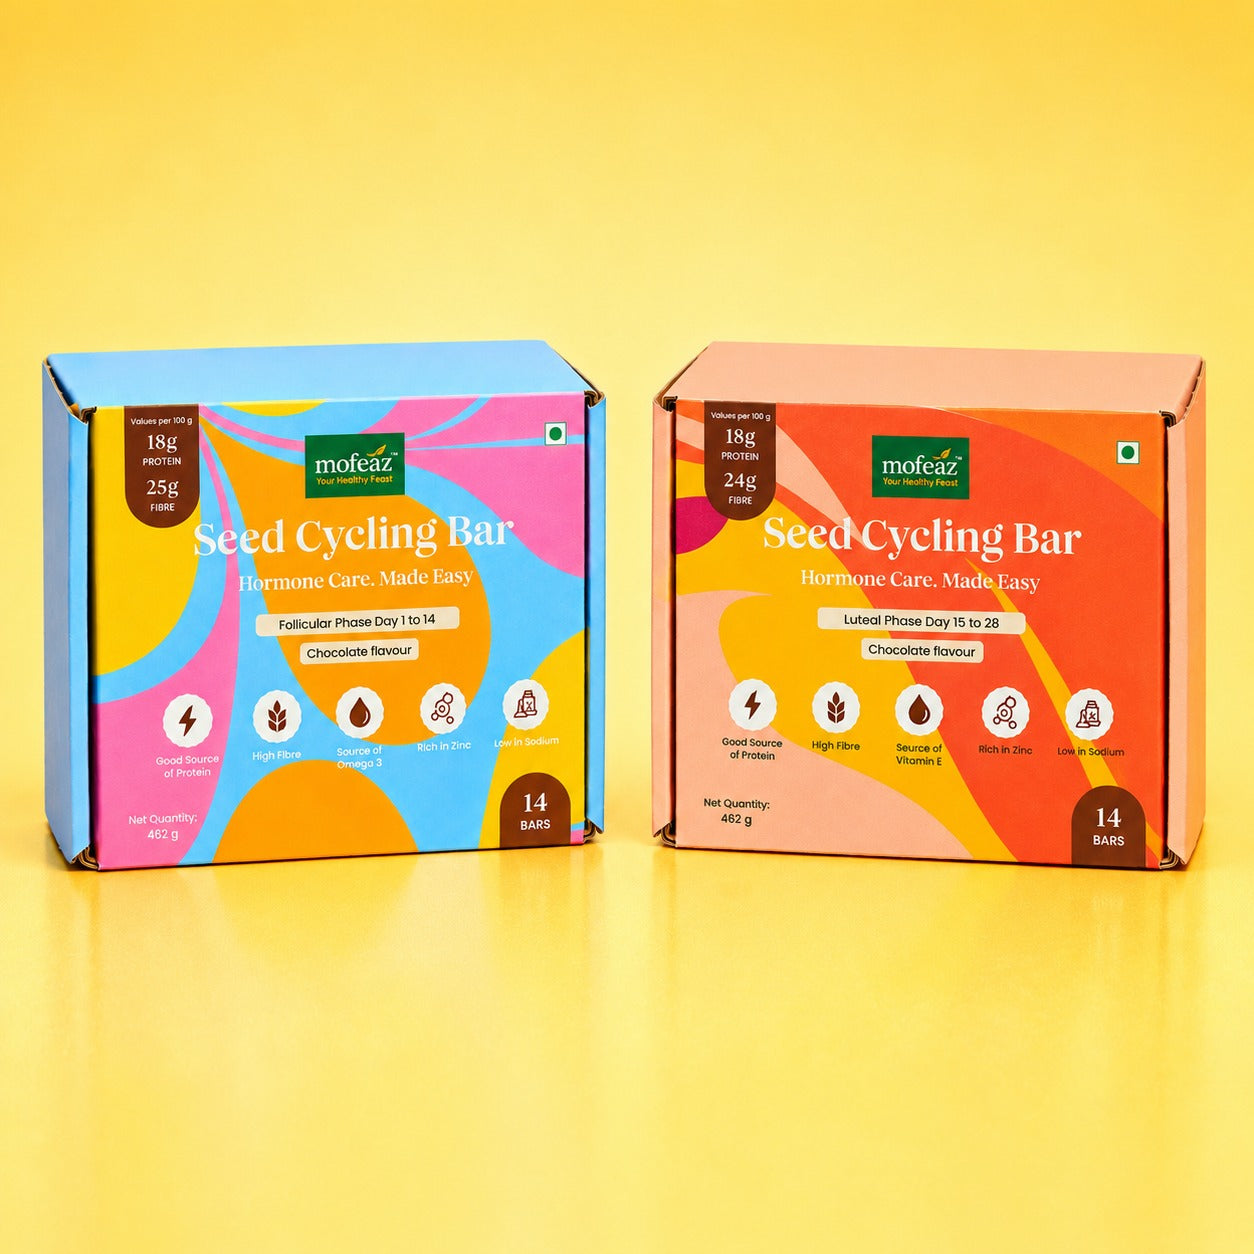 Values per 100 g
18g
PROTEIN
25g
FIBRE
mofeaz™
Your Healthy Feast
Seed Cycling Bar
Hormone Care. Made Easy
Follicular Phase Day 1 to 14
Chocolate flavour
Good Source
of Protein
High Fibre
Source of
Omega 3
Rich in Zinc
Low in Sodium
Net Quantity:
462 g
14
BARS
Values per 100 g
18g
PROTEIN
24g
FIBRE
mofeaz™
Your Healthy Feast
Seed Cycling Bar
Hormone Care. Made Easy
Luteal Phase Day 15 to 28
Chocolate flavour
Good Source
of Protein
High Fibre
Seurce of
Vitamin E
Rich in Zinc
Low in Sodium
Net Quantity:
462 g
14
BARS